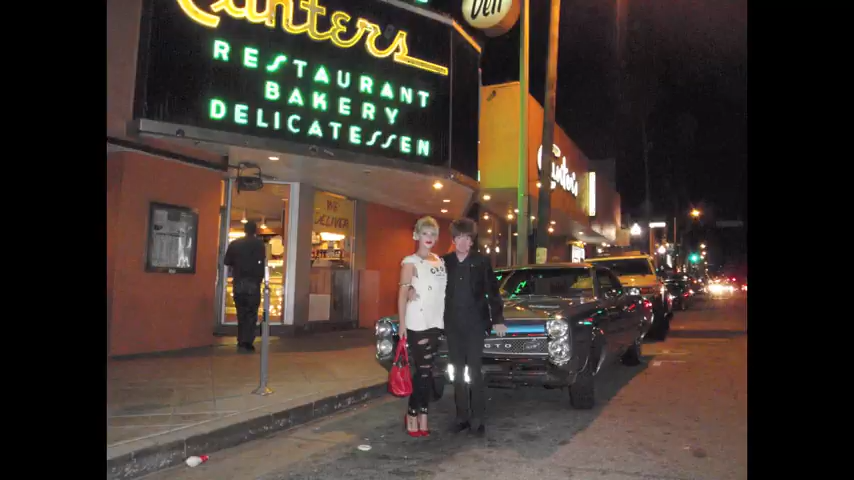 Canter's
Deli
RESTAURANT
BAKERY
DELICATESSEN
Canter's
WE
DELIVER
GTO